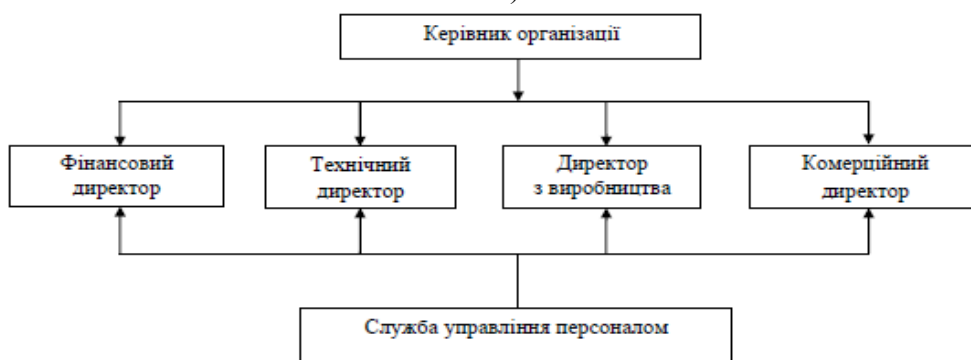 )
Керівник організації
Фінансовий
директор
Технічний
директор
Директор
з виробництва
Комерційний
директор
Служба управління персоналом